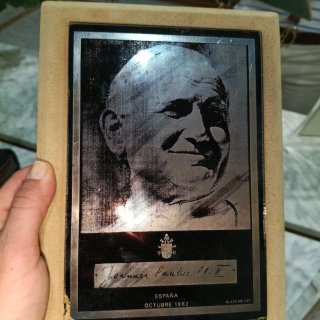 Joannes Paulus PP. II
ESPAÑA
OCTUBRE 1982